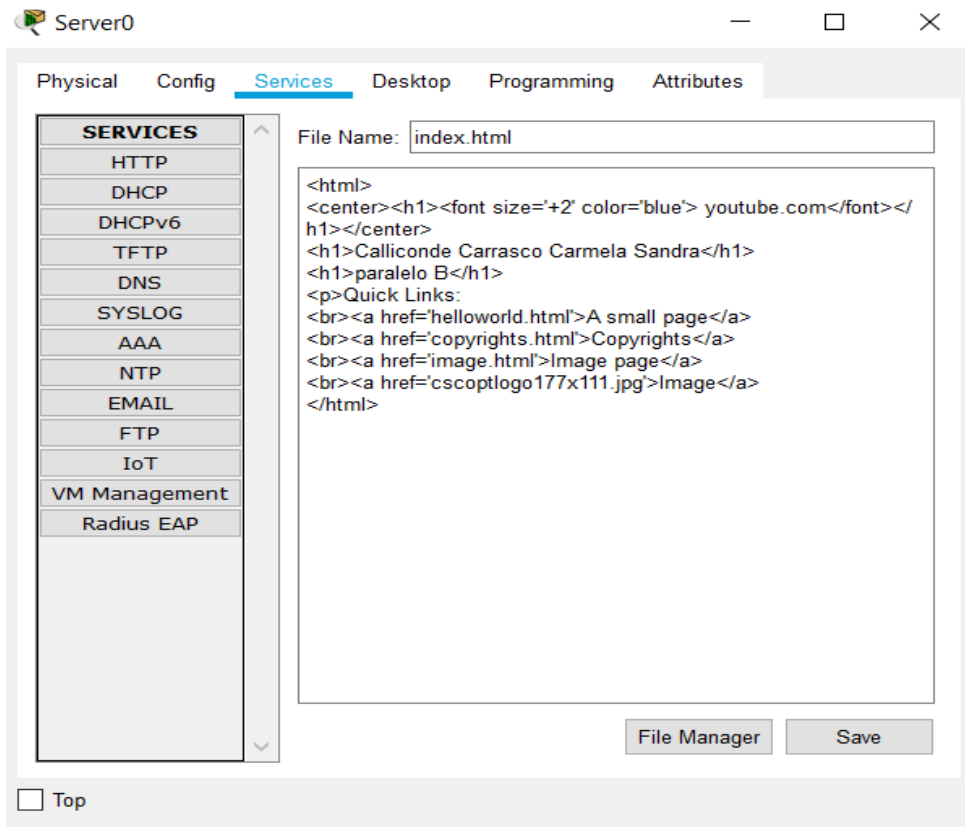 Server0
Physical Config Services Desktop Programming Attributes
SERVICES
HTTP
DHCP
DHCPv6
TFTP
DNS
SYSLOG
AAA
NTP
EMAIL
FTP
IoT
VM Management
Radius EAP
File Name: index.html
<html>
<center><h1><font size='+2' color='blue'> youtube.com</font></
h1></center>
<h1>Calliconde Carrasco Carmela Sandra</h1>
<h1>paralelo B</h1>
<p>Quick Links:
<br><a href='helloworld.html'>A small page</a>
<br><a href='copyrights.html'>Copyrights</a>
<br><a href='image.html'>Image page</a>
<br><a href='cscoptlogo177x111.jpg'>Image</a>
</html>
File Manager Save
Top